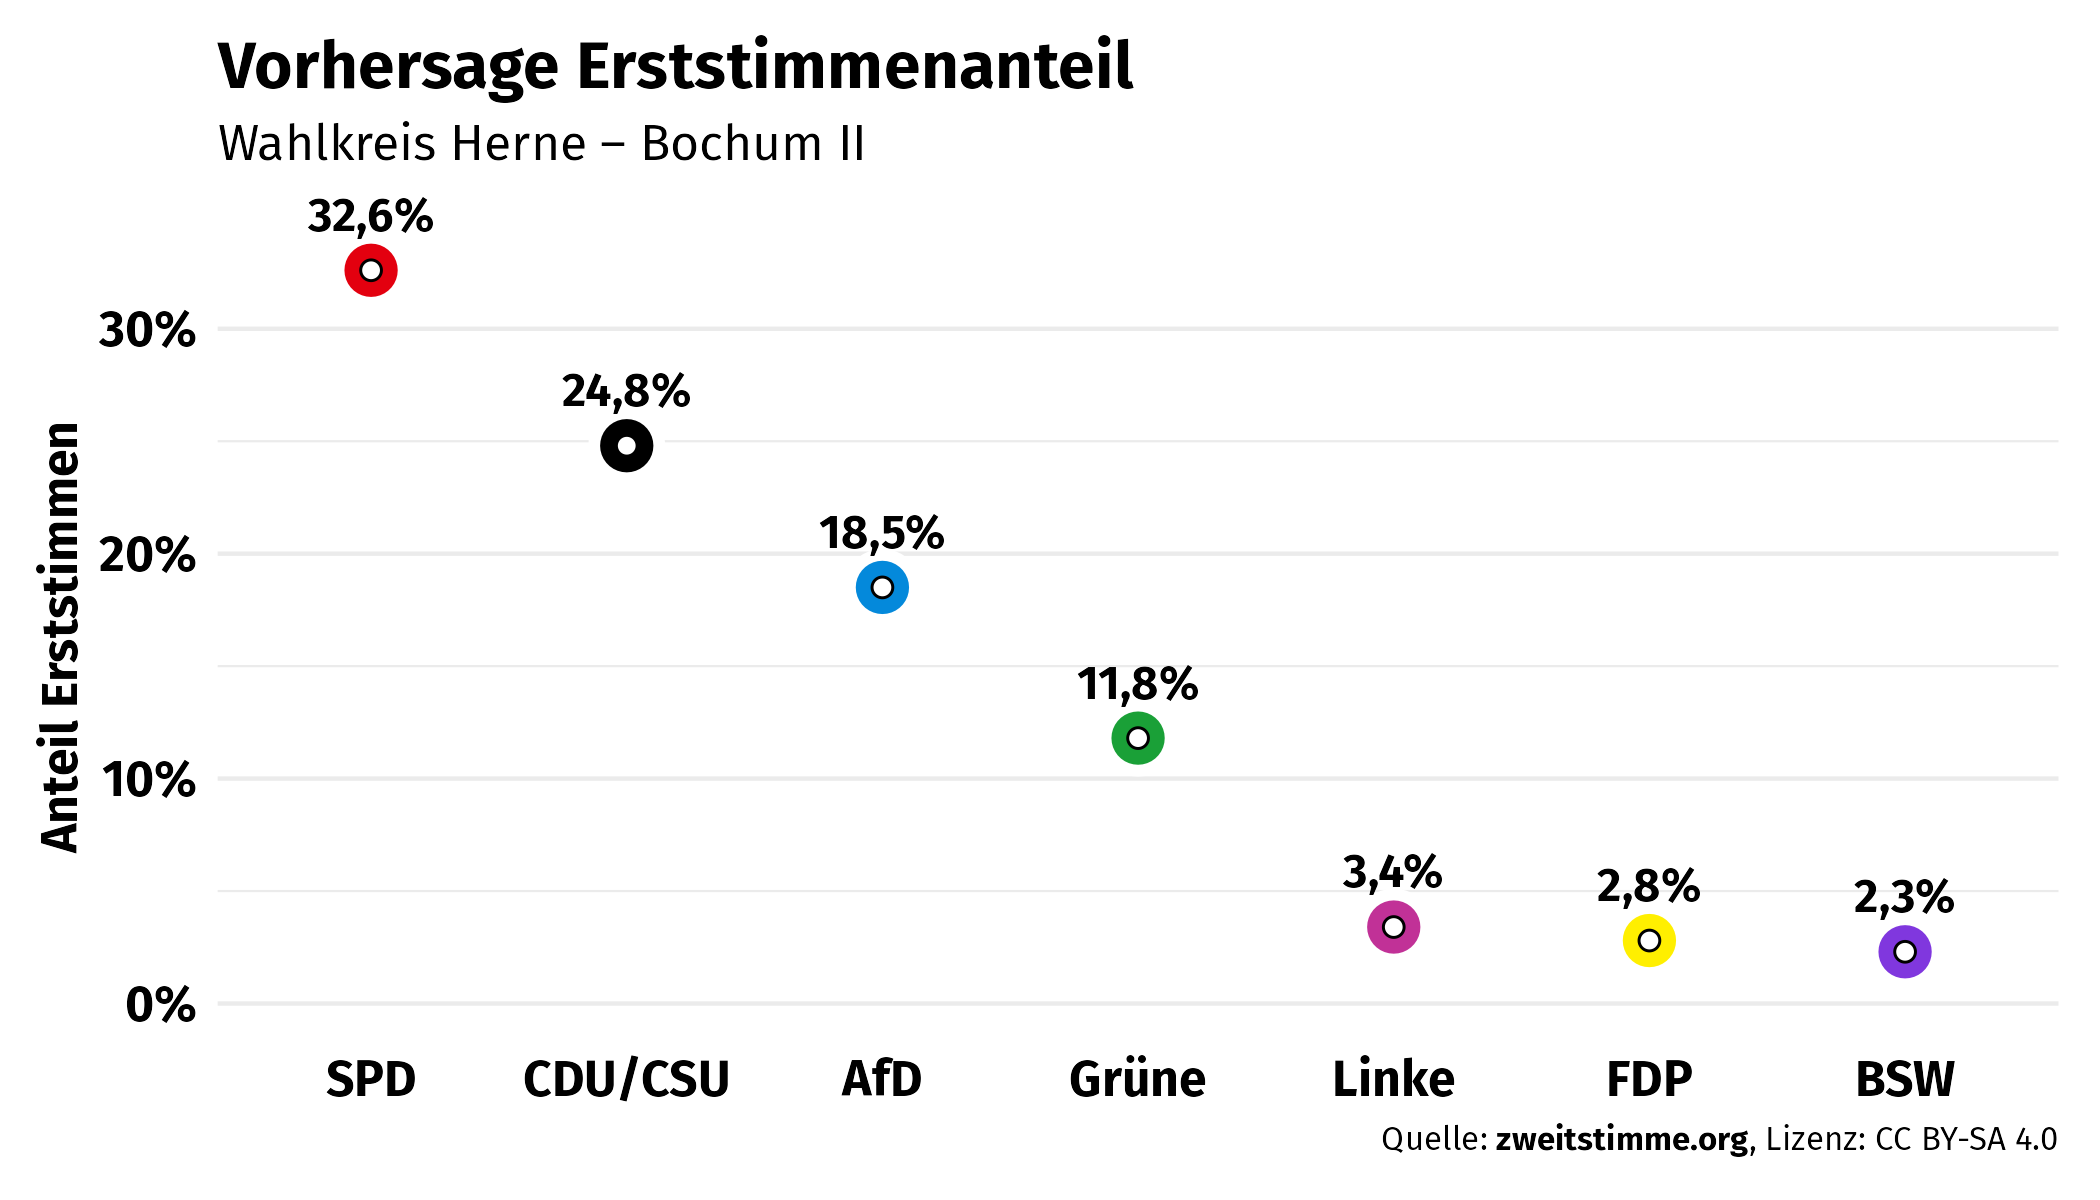 Vorhersage Erststimmenanteil
Wahlkreis Herne – Bochum II
Anteil Erststimmen
30%
20%
10%
0%
32,6%
24,8%
18,5%
11,8%
3,4%
2,8%
2,3%
SPD
CDU/CSU
AfD
Grüne
Linke
FDP
BSW
Quelle: zweitstimme.org, Lizenz: CC BY-SA 4.0